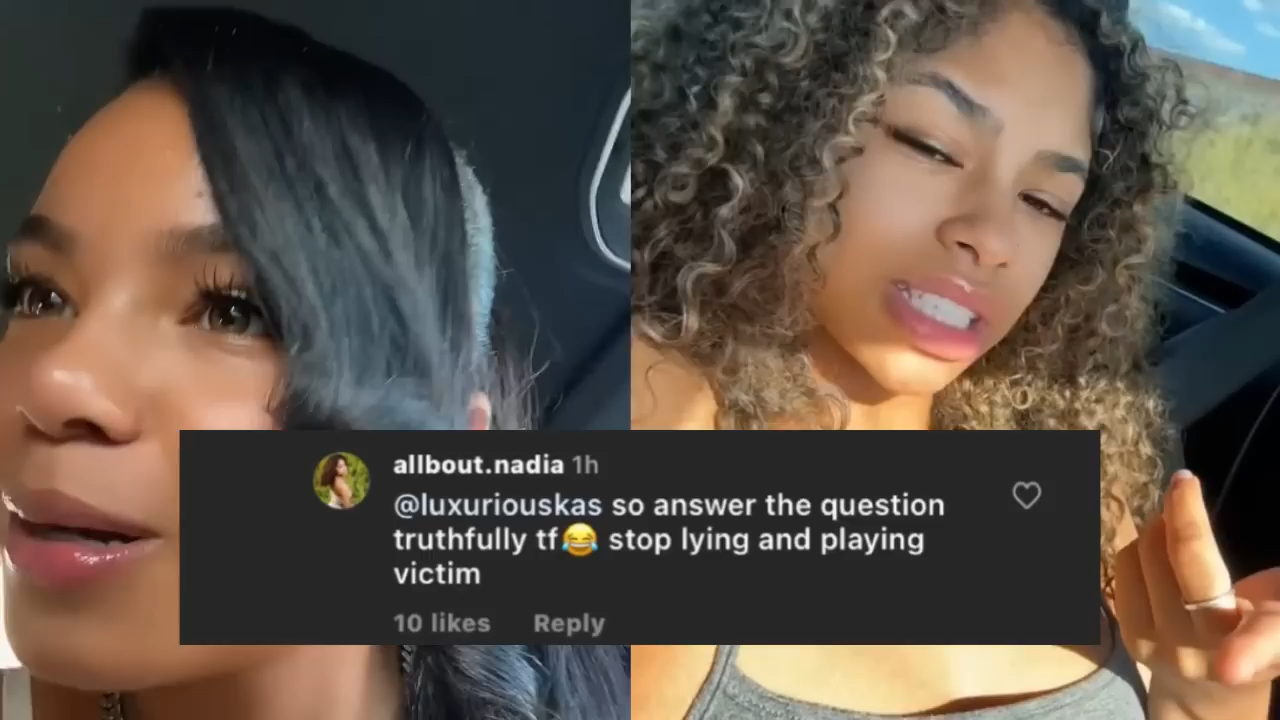 allbout.nadia 1h
@luxuriouskas so answer the question
truthfully tf😂 stop lying and playing
victim
10 likes Reply